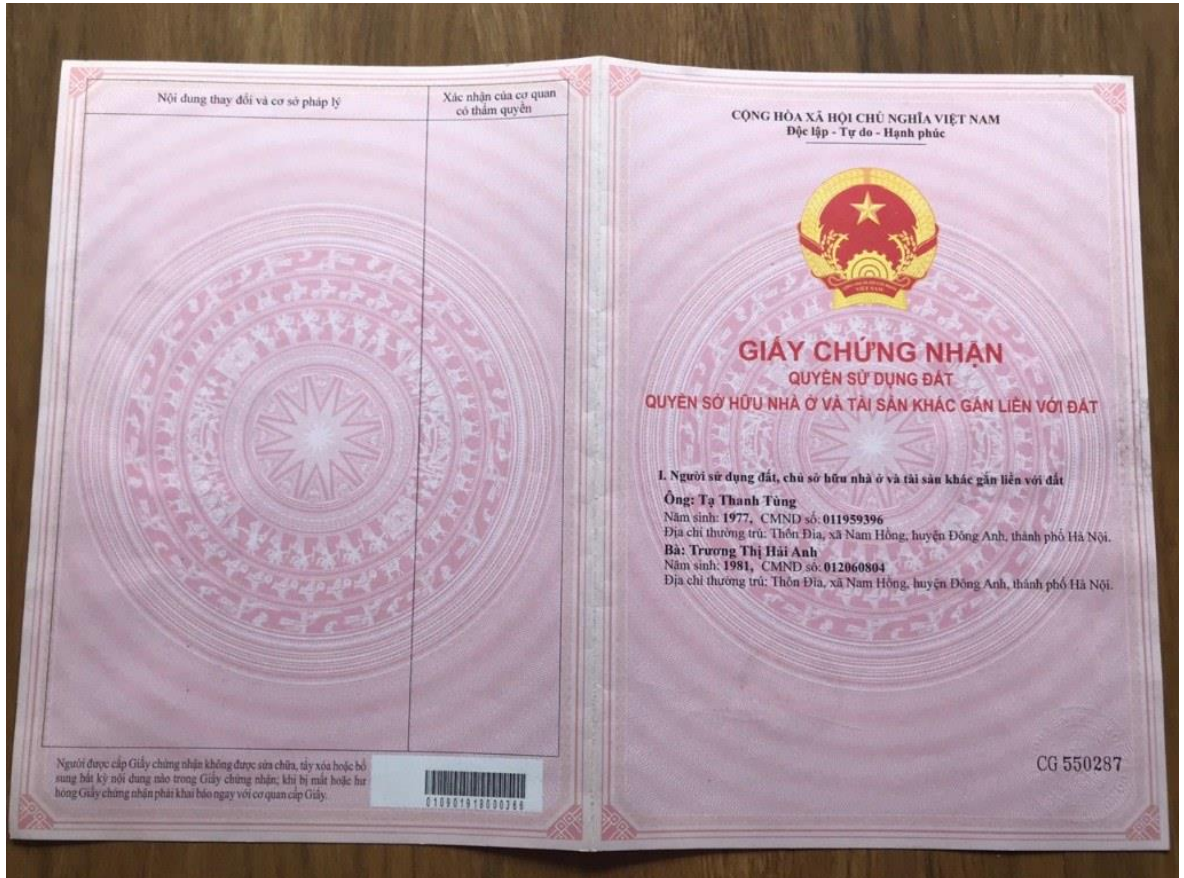 Nội dung thay đổi và cơ sở pháp lý
Xác nhận của cơ quan
có thẩm quyền
Người được cấp Giấy chứng nhận không được sửa chữa, tẩy xóa hoặc bổ
sung bất kỳ nội dung nào trong Giấy chứng nhận; khi bị mất hoặc hư
hỏng Giấy chứng nhận phải khai báo ngay với cơ quan cấp Giấy.
010901918000366
CỘNG HÒA XÃ HỘI CHỦ NGHĨA VIỆT NAM
Độc lập - Tự do - Hạnh phúc
VIỆT NAM
GIẤY CHỨNG NHẬN
QUYỀN SỬ DỤNG ĐẤT
QUYỀN SỞ HỮU NHÀ Ở VÀ TÀI SẢN KHÁC GẮN LIỀN VỚI ĐẤT
I. Người sử dụng đất, chủ sở hữu nhà ở và tài sản khác gắn liền với đất
Ông: Tạ Thanh Tùng
Năm sinh: 1977, CMND số: 011959396
Địa chỉ thường trú: Thôn Đìa, xã Nam Hồng, huyện Đông Anh, thành phố Hà Nội.
Bà: Trương Thị Hải Anh
Năm sinh: 1981, CMND số: 012060804
Địa chỉ thường trú: Thôn Đìa, xã Nam Hồng, huyện Đông Anh, thành phố Hà Nội.
CG 550287